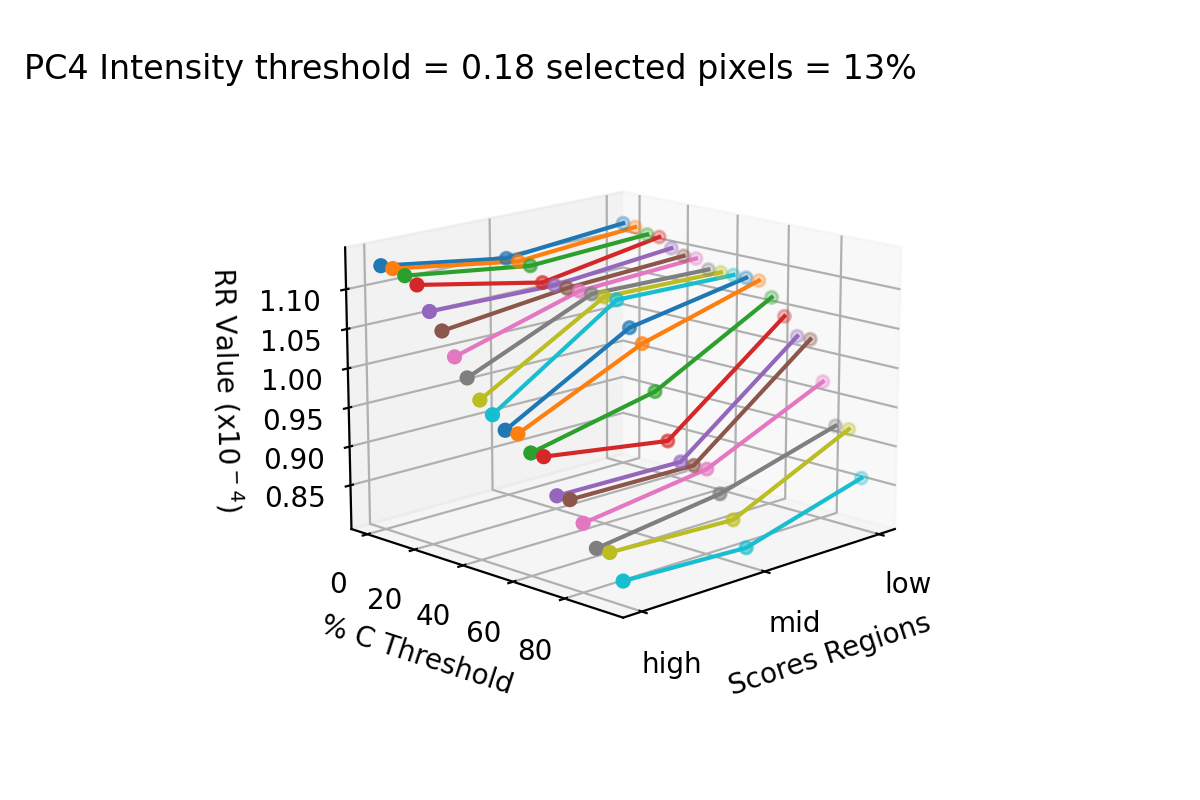 PC4 Intensity threshold = 0.18 selected pixels = 13%
RR Value (x10⁻⁴)
1.10
1.05
1.00
0.95
0.90
0.85
0
20
40
60
80
% C Threshold
high
mid
low
Scores Regions